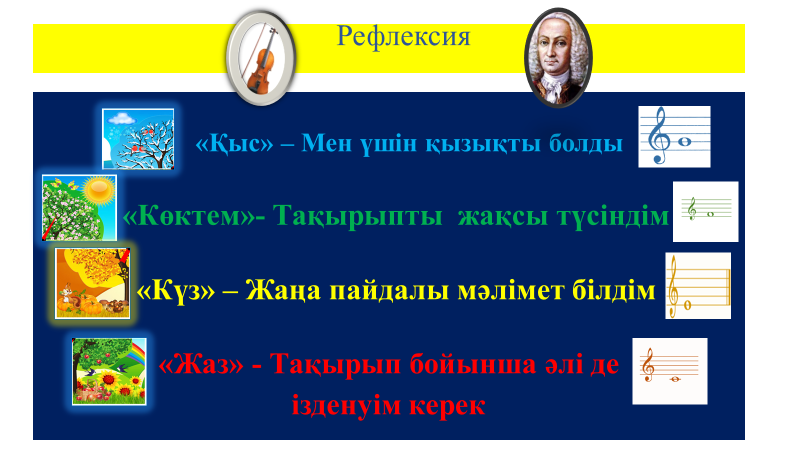 Рефлексия
«Қыс» – Мен үшін қызықты болды
«Көктем»- Тақырыпты жақсы түсіндім
«Күз» – Жаңа пайдалы мәлімет білдім
«Жаз» - Тақырып бойынша әлі де
ізденуім керек